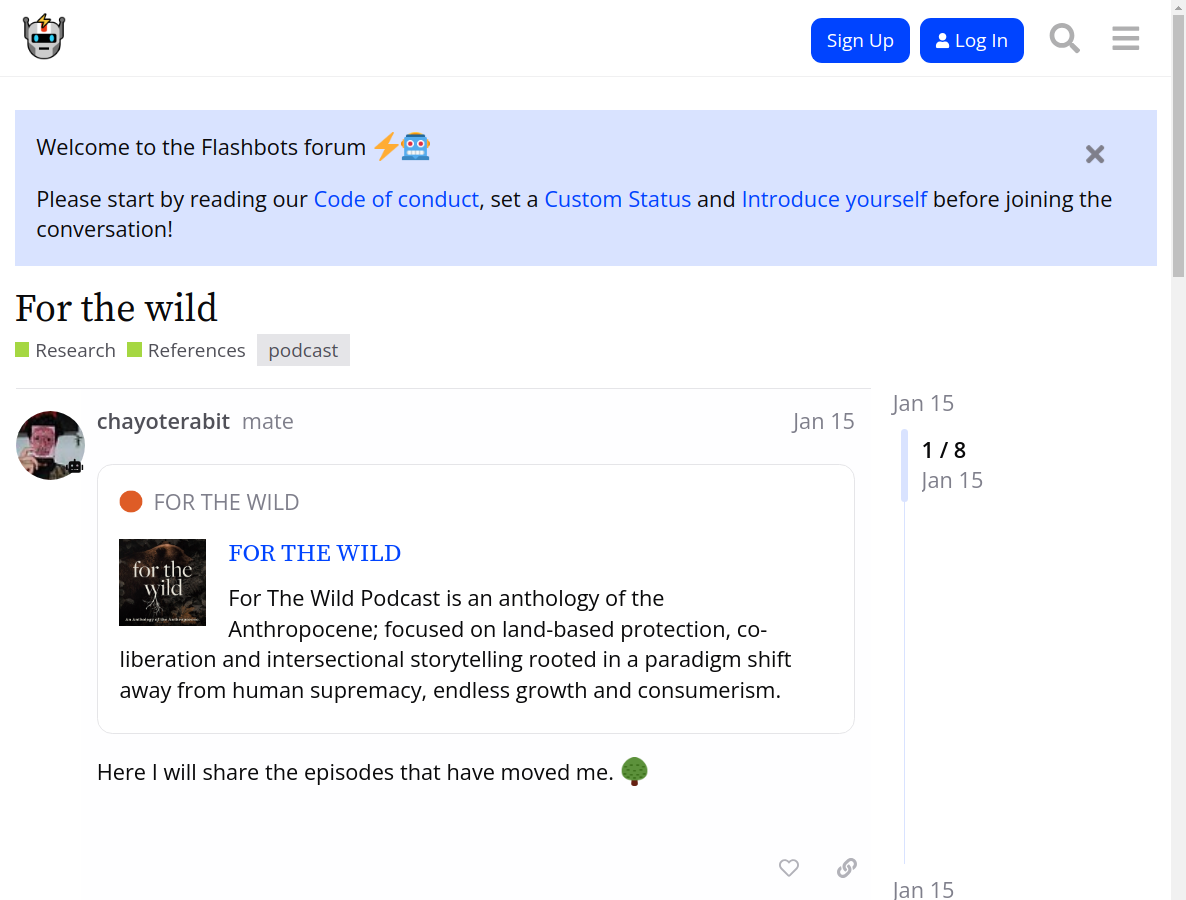 Sign Up
Log In
Welcome to the Flashbots forum
Please start by reading our Code of conduct, set a Custom Status and Introduce yourself before joining the
conversation!
For the wild
Research References podcast
chayoterabit mate Jan 15
Jan 15
1 / 8
Jan 15
FOR THE WILD
for the
wild
An Anthology of the Anthropocene
FOR THE WILD
For The Wild Podcast is an anthology of the
Anthropocene; focused on land-based protection, co-
liberation and intersectional storytelling rooted in a paradigm shift
away from human supremacy, endless growth and consumerism.
Here I will share the episodes that have moved me.
Jan 15